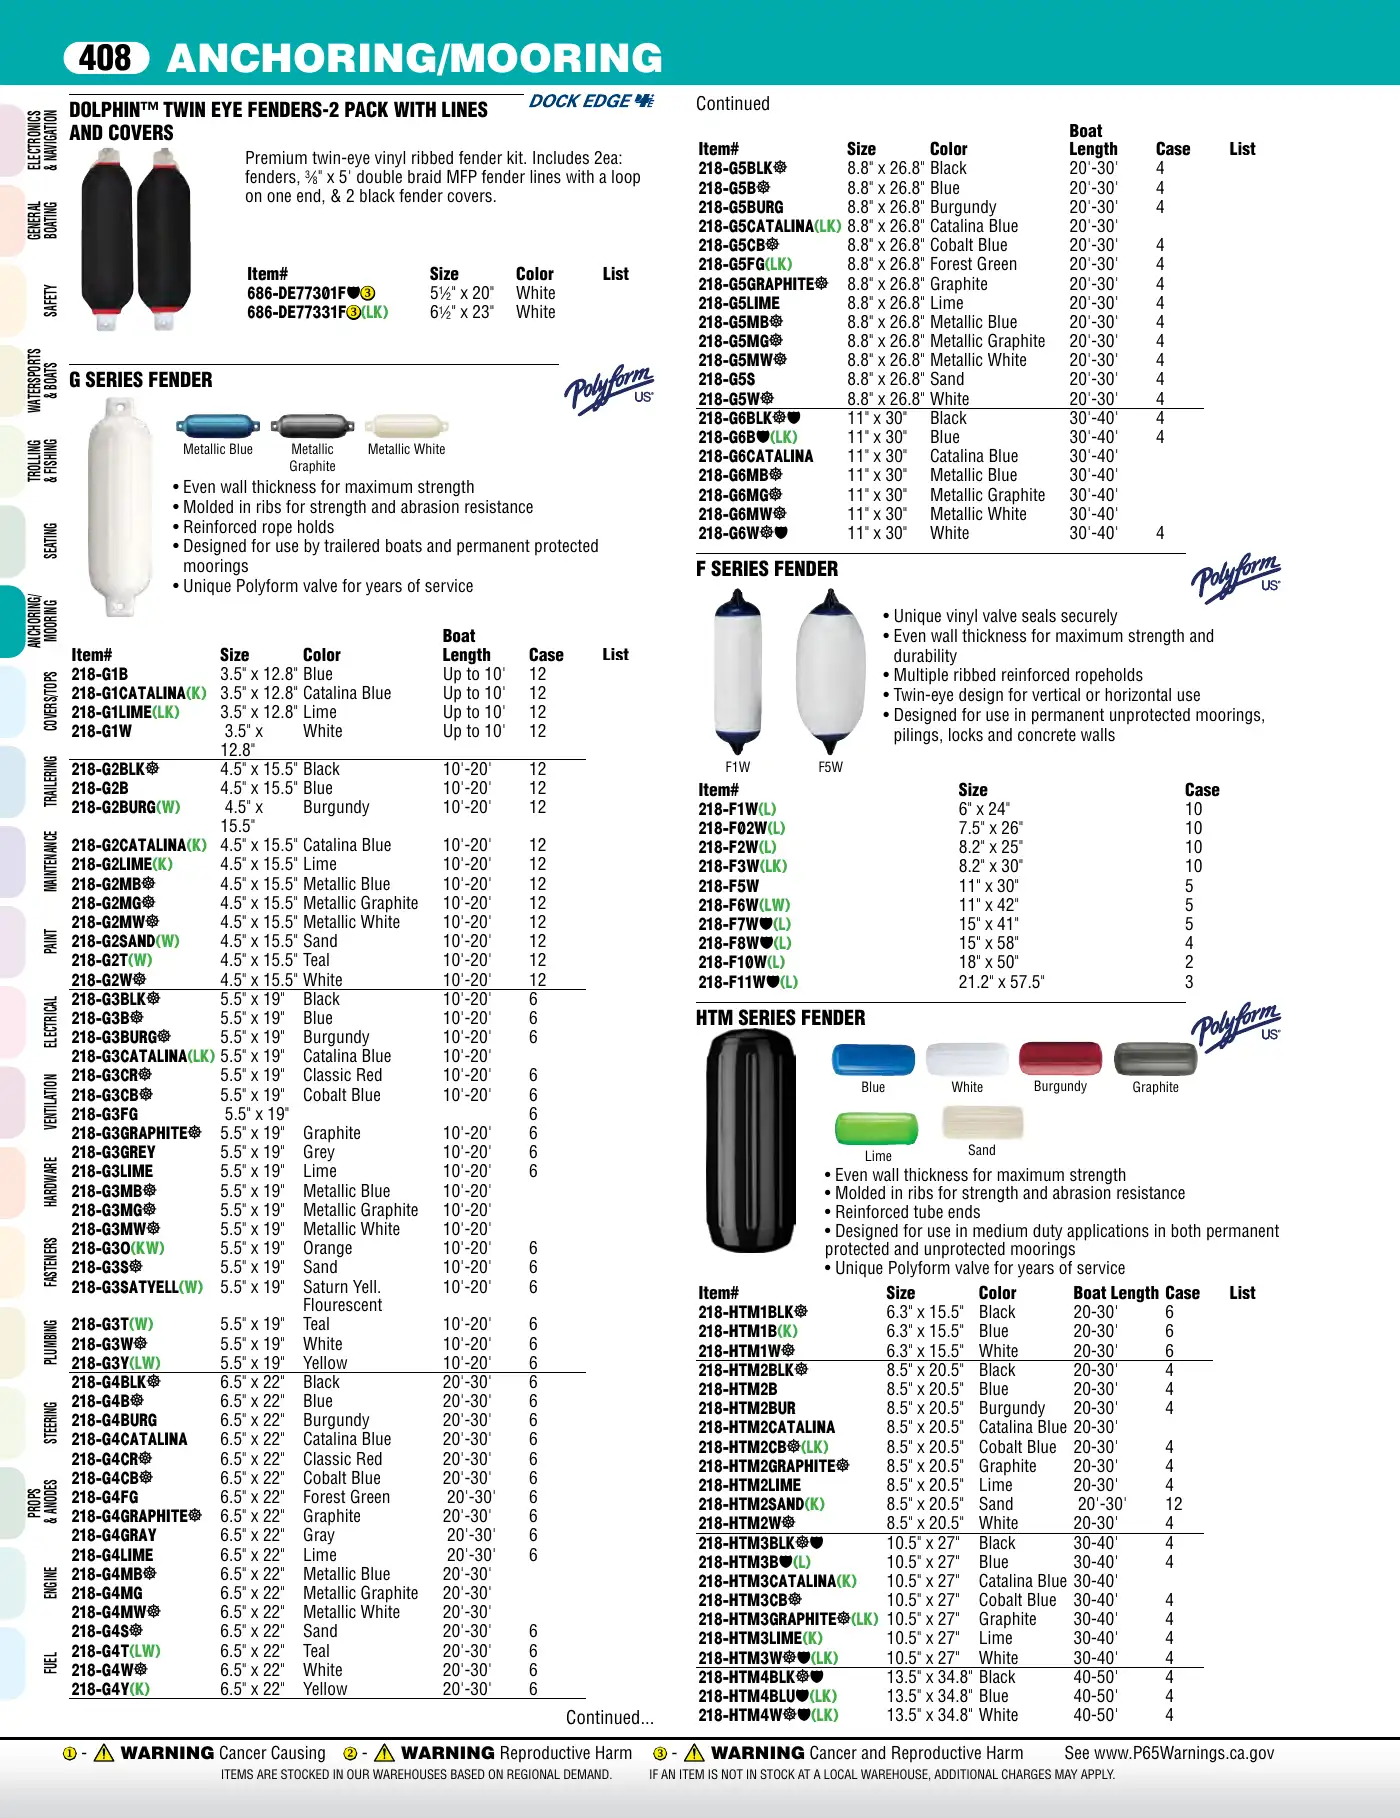 408 ANCHORING/MOORING
ELECTRONICS
& NAVIGATION
GENERAL
BOATING
SAFETY
WATERSPORTS
& BOATS
TROLLING
& FISHING
SEATING
ANCHORING/
MOORING
COVERS/TOPS
TRAILERING
MAINTENANCE
PAINT
ELECTRICAL
VENTILATION
HARDWARE
FASTENERS
PLUMBING
STEERING
PROPS
& ANODES
ENGINE
FUEL
DOLPHIN™ TWIN EYE FENDERS-2 PACK WITH LINES
AND COVERS
DOCK EDGE
Premium twin-eye vinyl ribbed fender kit. Includes 2ea:
fenders, ⅜" x 5' double braid MFP fender lines with a loop
on one end, & 2 black fender covers.
Item# Size Color List
686-DE77301F 3 5½" x 20" White
686-DE77331F 3 (LK) 6½" x 23" White
G SERIES FENDER
Polyform US®
Metallic Blue
Metallic
Graphite
Metallic White
• Even wall thickness for maximum strength
• Molded in ribs for strength and abrasion resistance
• Reinforced rope holds
• Designed for use by trailered boats and permanent protected
moorings
• Unique Polyform valve for years of service
Boat
Item# Size Color Length Case List
218-G1B 3.5" x 12.8" Blue Up to 10' 12
218-G1CATALINA(K) 3.5" x 12.8" Catalina Blue Up to 10' 12
218-G1LIME(LK) 3.5" x 12.8" Lime Up to 10' 12
218-G1W 3.5" x White Up to 10' 12
12.8"
218-G2BLK 4.5" x 15.5" Black 10'-20' 12
218-G2B 4.5" x 15.5" Blue 10'-20' 12
218-G2BURG(W) 4.5" x Burgundy 10'-20' 12
15.5"
218-G2CATALINA(K) 4.5" x 15.5" Catalina Blue 10'-20' 12
218-G2LIME(K) 4.5" x 15.5" Lime 10'-20' 12
218-G2MB 4.5" x 15.5" Metallic Blue 10'-20' 12
218-G2MG 4.5" x 15.5" Metallic Graphite 10'-20' 12
218-G2MW 4.5" x 15.5" Metallic White 10'-20' 12
218-G2SAND(W) 4.5" x 15.5" Sand 10'-20' 12
218-G2T(W) 4.5" x 15.5" Teal 10'-20' 12
218-G2W 4.5" x 15.5" White 10'-20' 12
218-G3BLK 5.5" x 19" Black 10'-20' 6
218-G3B 5.5" x 19" Blue 10'-20' 6
218-G3BURG 5.5" x 19" Burgundy 10'-20' 6
218-G3CATALINA(LK) 5.5" x 19" Catalina Blue 10'-20'
218-G3CR 5.5" x 19" Classic Red 10'-20' 6
218-G3CB 5.5" x 19" Cobalt Blue 10'-20' 6
218-G3FG 5.5" x 19" 6
218-G3GRAPHITE 5.5" x 19" Graphite 10'-20' 6
218-G3GREY 5.5" x 19" Grey 10'-20' 6
218-G3LIME 5.5" x 19" Lime 10'-20' 6
218-G3MB 5.5" x 19" Metallic Blue 10'-20'
218-G3MG 5.5" x 19" Metallic Graphite 10'-20'
218-G3MW 5.5" x 19" Metallic White 10'-20'
218-G3O(KW) 5.5" x 19" Orange 10'-20' 6
218-G3S 5.5" x 19" Sand 10'-20' 6
218-G3SATYELL(W) 5.5" x 19" Saturn Yell. 10'-20' 6
Flourescent
218-G3T(W) 5.5" x 19" Teal 10'-20' 6
218-G3W 5.5" x 19" White 10'-20' 6
218-G3Y(LW) 5.5" x 19" Yellow 10'-20' 6
218-G4BLK 6.5" x 22" Black 20'-30' 6
218-G4B 6.5" x 22" Blue 20'-30' 6
218-G4BURG 6.5" x 22" Burgundy 20'-30' 6
218-G4CATALINA 6.5" x 22" Catalina Blue 20'-30' 6
218-G4CR 6.5" x 22" Classic Red 20'-30' 6
218-G4CB 6.5" x 22" Cobalt Blue 20'-30' 6
218-G4FG 6.5" x 22" Forest Green 20'-30' 6
218-G4GRAPHITE 6.5" x 22" Graphite 20'-30' 6
218-G4GRAY 6.5" x 22" Gray 20'-30' 6
218-G4LIME 6.5" x 22" Lime 20'-30' 6
218-G4MB 6.5" x 22" Metallic Blue 20'-30'
218-G4MG 6.5" x 22" Metallic Graphite 20'-30'
218-G4MW 6.5" x 22" Metallic White 20'-30'
218-G4S 6.5" x 22" Sand 20'-30' 6
218-G4T(LW) 6.5" x 22" Teal 20'-30' 6
218-G4W 6.5" x 22" White 20'-30' 6
218-G4Y(K) 6.5" x 22" Yellow 20'-30' 6
Continued...
Continued
Boat
Item# Size Color Length Case List
218-G5BLK 8.8" x 26.8" Black 20'-30' 4
218-G5B 8.8" x 26.8" Blue 20'-30' 4
218-G5BURG 8.8" x 26.8" Burgundy 20'-30' 4
218-G5CATALINA(LK) 8.8" x 26.8" Catalina Blue 20'-30'
218-G5CB 8.8" x 26.8" Cobalt Blue 20'-30' 4
218-G5FG(LK) 8.8" x 26.8" Forest Green 20'-30' 4
218-G5GRAPHITE 8.8" x 26.8" Graphite 20'-30' 4
218-G5LIME 8.8" x 26.8" Lime 20'-30' 4
218-G5MB 8.8" x 26.8" Metallic Blue 20'-30' 4
218-G5MG 8.8" x 26.8" Metallic Graphite 20'-30' 4
218-G5MW 8.8" x 26.8" Metallic White 20'-30' 4
218-G5S 8.8" x 26.8" Sand 20'-30' 4
218-G5W 8.8" x 26.8" White 20'-30' 4
218-G6BLK 11" x 30" Black 30'-40' 4
218-G6B(LK) 11" x 30" Blue 30'-40' 4
218-G6CATALINA 11" x 30" Catalina Blue 30'-40'
218-G6MB 11" x 30" Metallic Blue 30'-40'
218-G6MG 11" x 30" Metallic Graphite 30'-40'
218-G6MW 11" x 30" Metallic White 30'-40'
218-G6W 11" x 30" White 30'-40' 4
F SERIES FENDER
Polyform US®
F1W F5W
• Unique vinyl valve seals securely
• Even wall thickness for maximum strength and
durability
• Multiple ribbed reinforced ropeholds
• Twin-eye design for vertical or horizontal use
• Designed for use in permanent unprotected moorings,
pilings, locks and concrete walls
Item# Size Case
218-F1W(L) 6" x 24" 10
218-F02W(L) 7.5" x 26" 10
218-F2W(L) 8.2" x 25" 10
218-F3W(LK) 8.2" x 30" 10
218-F5W 11" x 30" 5
218-F6W(LW) 11" x 42" 5
218-F7W(L) 15" x 41" 5
218-F8W(L) 15" x 58" 4
218-F10W(L) 18" x 50" 2
218-F11W(L) 21.2" x 57.5" 3
HTM SERIES FENDER
Polyform US®
Blue White Burgundy Graphite
Lime Sand
• Even wall thickness for maximum strength
• Molded in ribs for strength and abrasion resistance
• Reinforced tube ends
• Designed for use in medium duty applications in both permanent
protected and unprotected moorings
• Unique Polyform valve for years of service
Item# Size Color Boat Length Case List
218-HTM1BLK 6.3" x 15.5" Black 20-30' 6
218-HTM1B(K) 6.3" x 15.5" Blue 20-30' 6
218-HTM1W 6.3" x 15.5" White 20-30' 6
218-HTM2BLK 8.5" x 20.5" Black 20-30' 4
218-HTM2B 8.5" x 20.5" Blue 20-30' 4
218-HTM2BUR 8.5" x 20.5" Burgundy 20-30' 4
218-HTM2CATALINA 8.5" x 20.5" Catalina Blue 20-30'
218-HTM2CB(LK) 8.5" x 20.5" Cobalt Blue 20-30' 4
218-HTM2GRAPHITE 8.5" x 20.5" Graphite 20-30' 4
218-HTM2LIME 8.5" x 20.5" Lime 20-30' 4
218-HTM2SAND(K) 8.5" x 20.5" Sand 20'-30' 12
218-HTM2W 8.5" x 20.5" White 20-30' 4
218-HTM3BLK 10.5" x 27" Black 30-40' 4
218-HTM3B(L) 10.5" x 27" Blue 30-40' 4
218-HTM3CATALINA(K) 10.5" x 27" Catalina Blue 30-40'
218-HTM3CB 10.5" x 27" Cobalt Blue 30-40' 4
218-HTM3GRAPHITE(LK) 10.5" x 27" Graphite 30-40' 4
218-HTM3LIME(K) 10.5" x 27" Lime 30-40' 4
218-HTM3W(LK) 10.5" x 27" White 30-40' 4
218-HTM4BLK 13.5" x 34.8" Black 40-50' 4
218-HTM4BLU(LK) 13.5" x 34.8" Blue 40-50' 4
218-HTM4W(LK) 13.5" x 34.8" White 40-50' 4
1 - WARNING Cancer Causing 2 - WARNING Reproductive Harm 3 - WARNING Cancer and Reproductive Harm See www.P65Warnings.ca.gov
ITEMS ARE STOCKED IN OUR WAREHOUSES BASED ON REGIONAL DEMAND. IF AN ITEM IS NOT IN STOCK AT A LOCAL WAREHOUSE, ADDITIONAL CHARGES MAY APPLY.